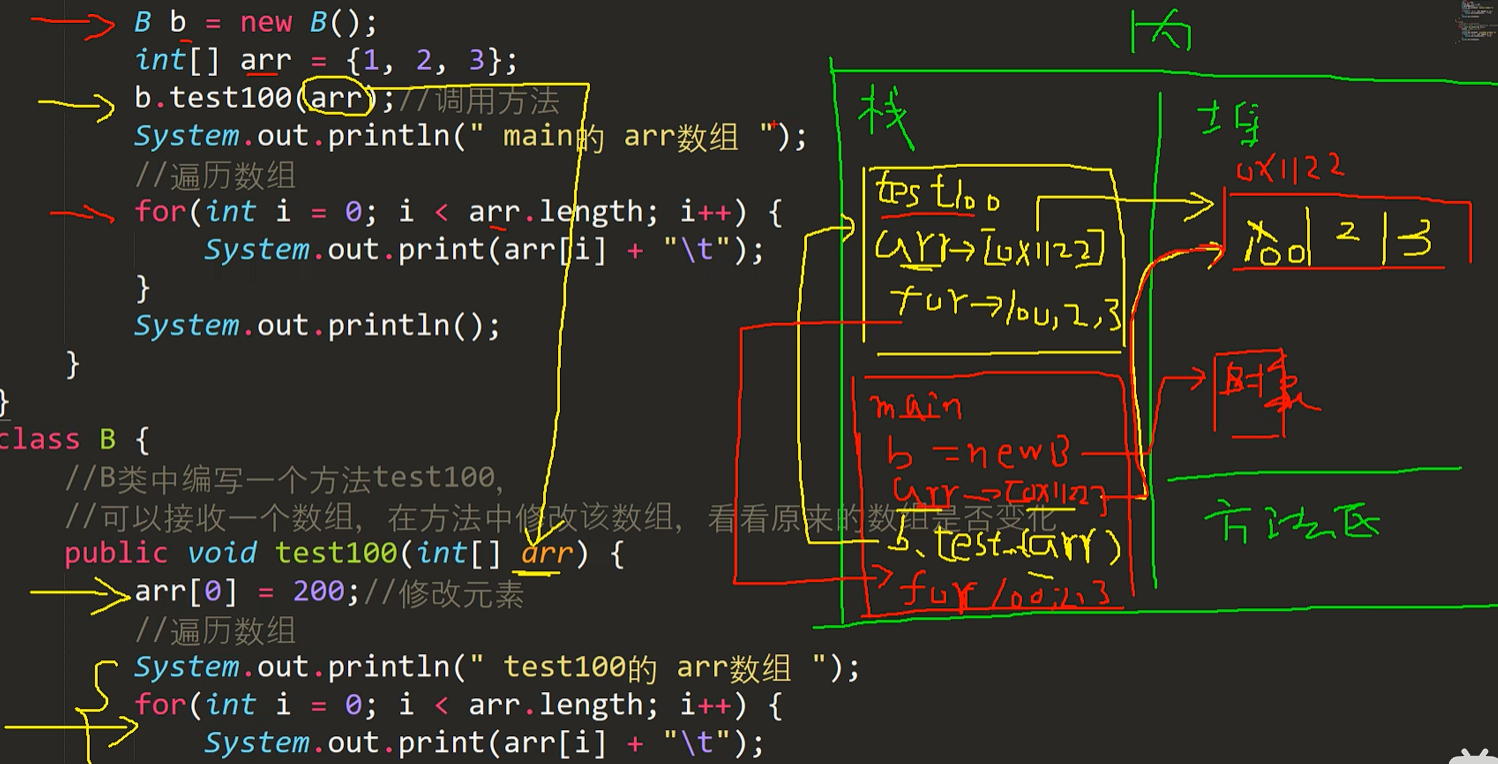 B b = new B();
int[] arr = {1, 2, 3};
b.test100(arr);//调用方法
System.out.println(" main的 arr数组 ");
//遍历数组
for(int i = 0; i < arr.length; i++) {
System.out.print(arr[i] + "\t");
}
System.out.println();
}
}
class B {
//B类中编写一个方法test100,
//可以接收一个数组, 在方法中修改该数组, 看看原来的数组是否变化
public void test100(int[] arr) {
arr[0] = 200;//修改元素
//遍历数组
System.out.println(" test100的 arr数组 ");
for(int i = 0; i < arr.length; i++) {
System.out.print(arr[i] + "\t");
内
栈
test100
arr→[0x1122]
for→100,2,3
main
b =new B
arr→[0x1122]
b.test..(arr)
for 100,2,3
堆
0x1122
100 2 3
对象
方法区